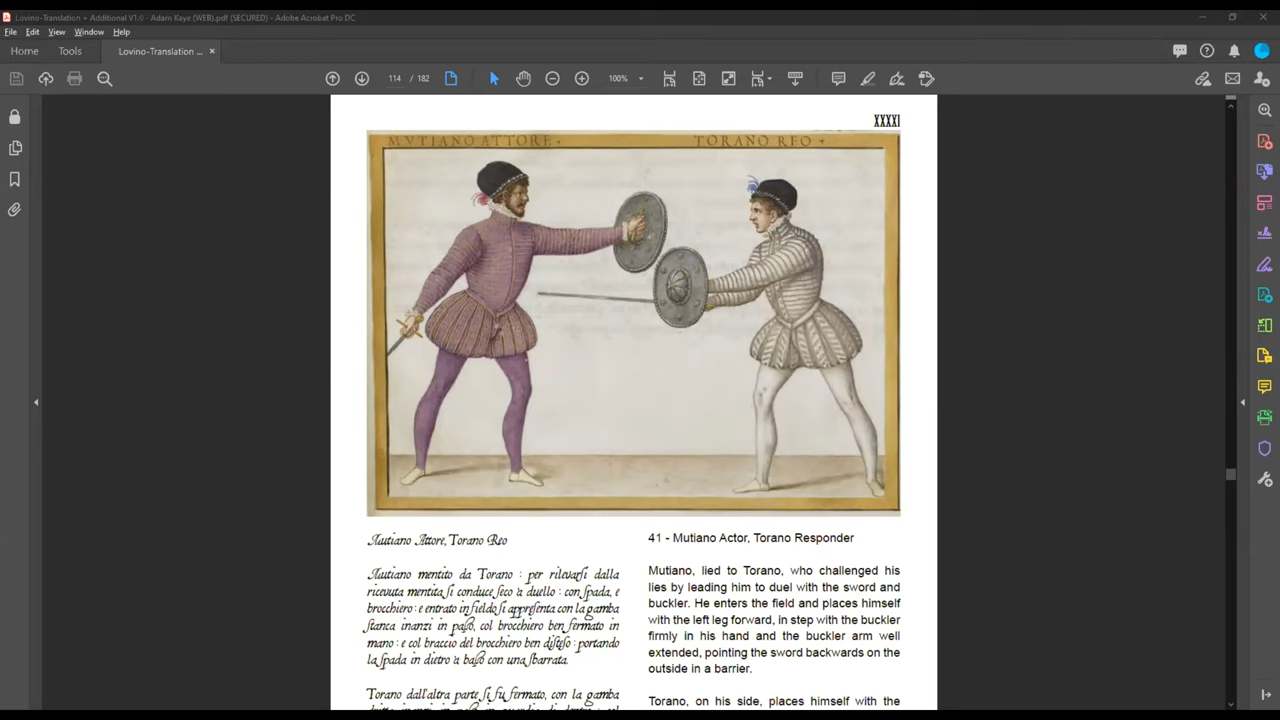 Lovino-Translation + Additional V1.0 - Adam Kaye (WEB).pdf (SECURED) - Adobe Acrobat Pro DC
File Edit View Window Help
Home Tools Lovino-Translation ... ×
114 / 182 100%
XXXXI
MVTIANO ATTORE · TORANO REO +
Mutiano Attore, Torano Reo
Mutiano mentito da Torano : per rilevarsi dalla
ricevuta mentita si conduce seco à duello : con spada, e
brocchiero: e entrato in fieldo si appresenta con la gamba
stanca inanzi in passo, col brocchiero ben fermato in
mano: e col braccio del brocchiero ben disteso: portando
la spada in dietro à basso con una sbarrata.
Torano dall'altra parte si fu fermato, con la gamba
41 - Mutiano Actor, Torano Responder
Mutiano, lied to Torano, who challenged his
lies by leading him to duel with the sword and
buckler. He enters the field and places himself
with the left leg forward, in step with the buckler
firmly in his hand and the buckler arm well
extended, pointing the sword backwards on the
outside in a barrier.
Torano, on his side, places himself with the